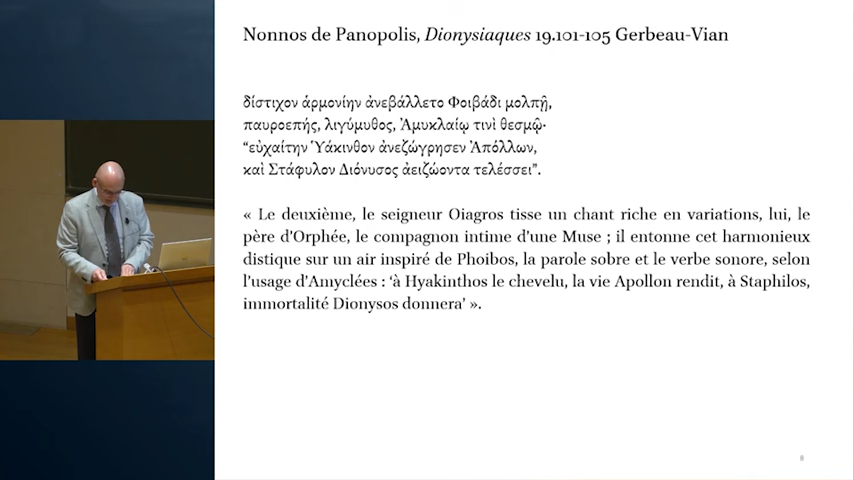 Nonnos de Panopolis, Dionysiaques 19.101-105 Gerbeau-Vian
δίστιχον ἁρμονίην ἀνεβάλλετο Φοιβάδι μολπῇ,
παυροεπής, λιγύμυθος, Ἀμυκλαίῳ τινὶ θεσμῷ·
“εὐχαίτην Ὑάκινθον ἀνεζώγρησεν Ἀπόλλων,
καὶ Στάφυλον Διόνυσος ἀειζώοντα τελέσσει”.
« Le deuxième, le seigneur Oiagros tisse un chant riche en variations, lui, le
père d’Orphée, le compagnon intime d’une Muse ; il entonne cet harmonieux
distique sur un air inspiré de Phoibos, la parole sobre et le verbe sonore, selon
l’usage d’Amyclées : ‘à Hyakinthos le chevelu, la vie Apollon rendit, à Staphilos,
immortalité Dionysos donnera’ ».
8